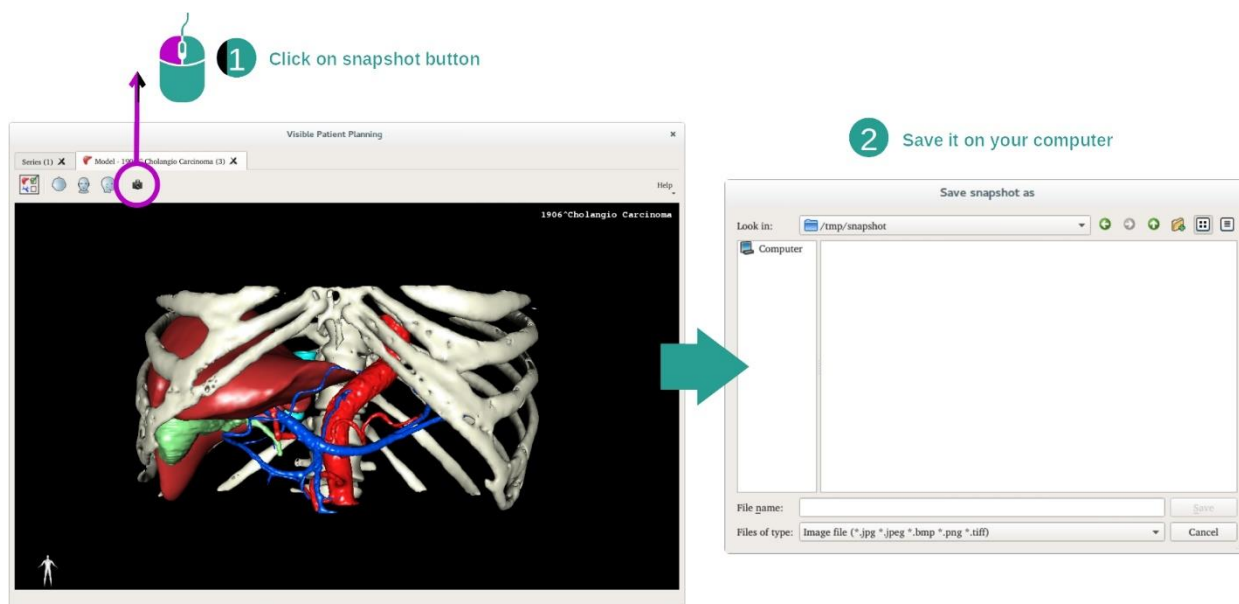 1 Click on snapshot button
Visible Patient Planning
Series (1)
Model - 1906^Cholangio Carcinoma (3)
Help
1906^Cholangio Carcinoma
2 Save it on your computer
Save snapshot as
Look in: /tmp/snapshot
Computer
File name: Save
Files of type: Image file (*.jpg *.jpeg *.bmp *.png *.tiff) Cancel